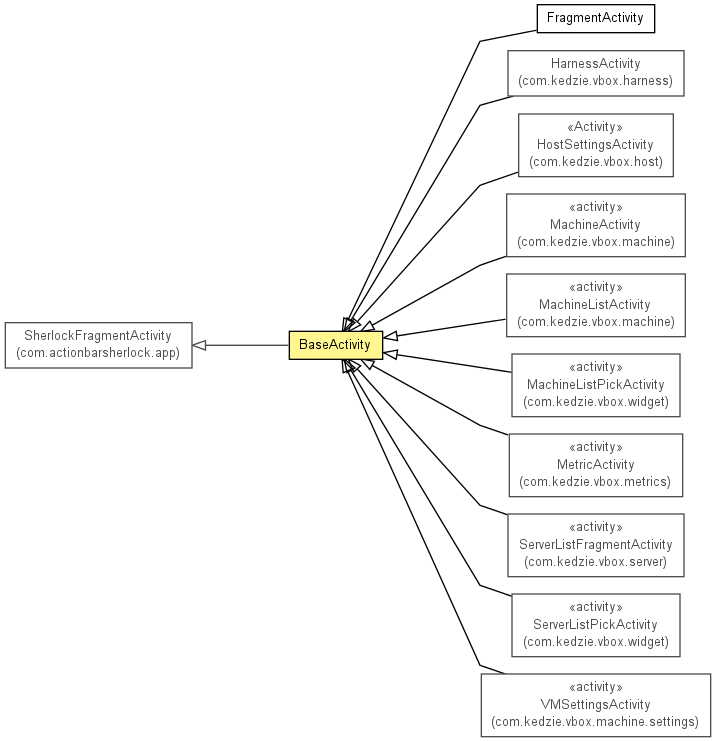 FragmentActivity
HarnessActivity
(com.kedzie.vbox.harness)
«Activity»
HostSettingsActivity
(com.kedzie.vbox.host)
«activity»
MachineActivity
(com.kedzie.vbox.machine)
«activity»
MachineListActivity
(com.kedzie.vbox.machine)
SherlockFragmentActivity
(com.actionbarsherlock.app)
BaseActivity
«activity»
MachineListPickActivity
(com.kedzie.vbox.widget)
«activity»
MetricActivity
(com.kedzie.vbox.metrics)
«activity»
ServerListFragmentActivity
(com.kedzie.vbox.server)
«activity»
ServerListPickActivity
(com.kedzie.vbox.widget)
«activity»
VMSettingsActivity
(com.kedzie.vbox.machine.settings)